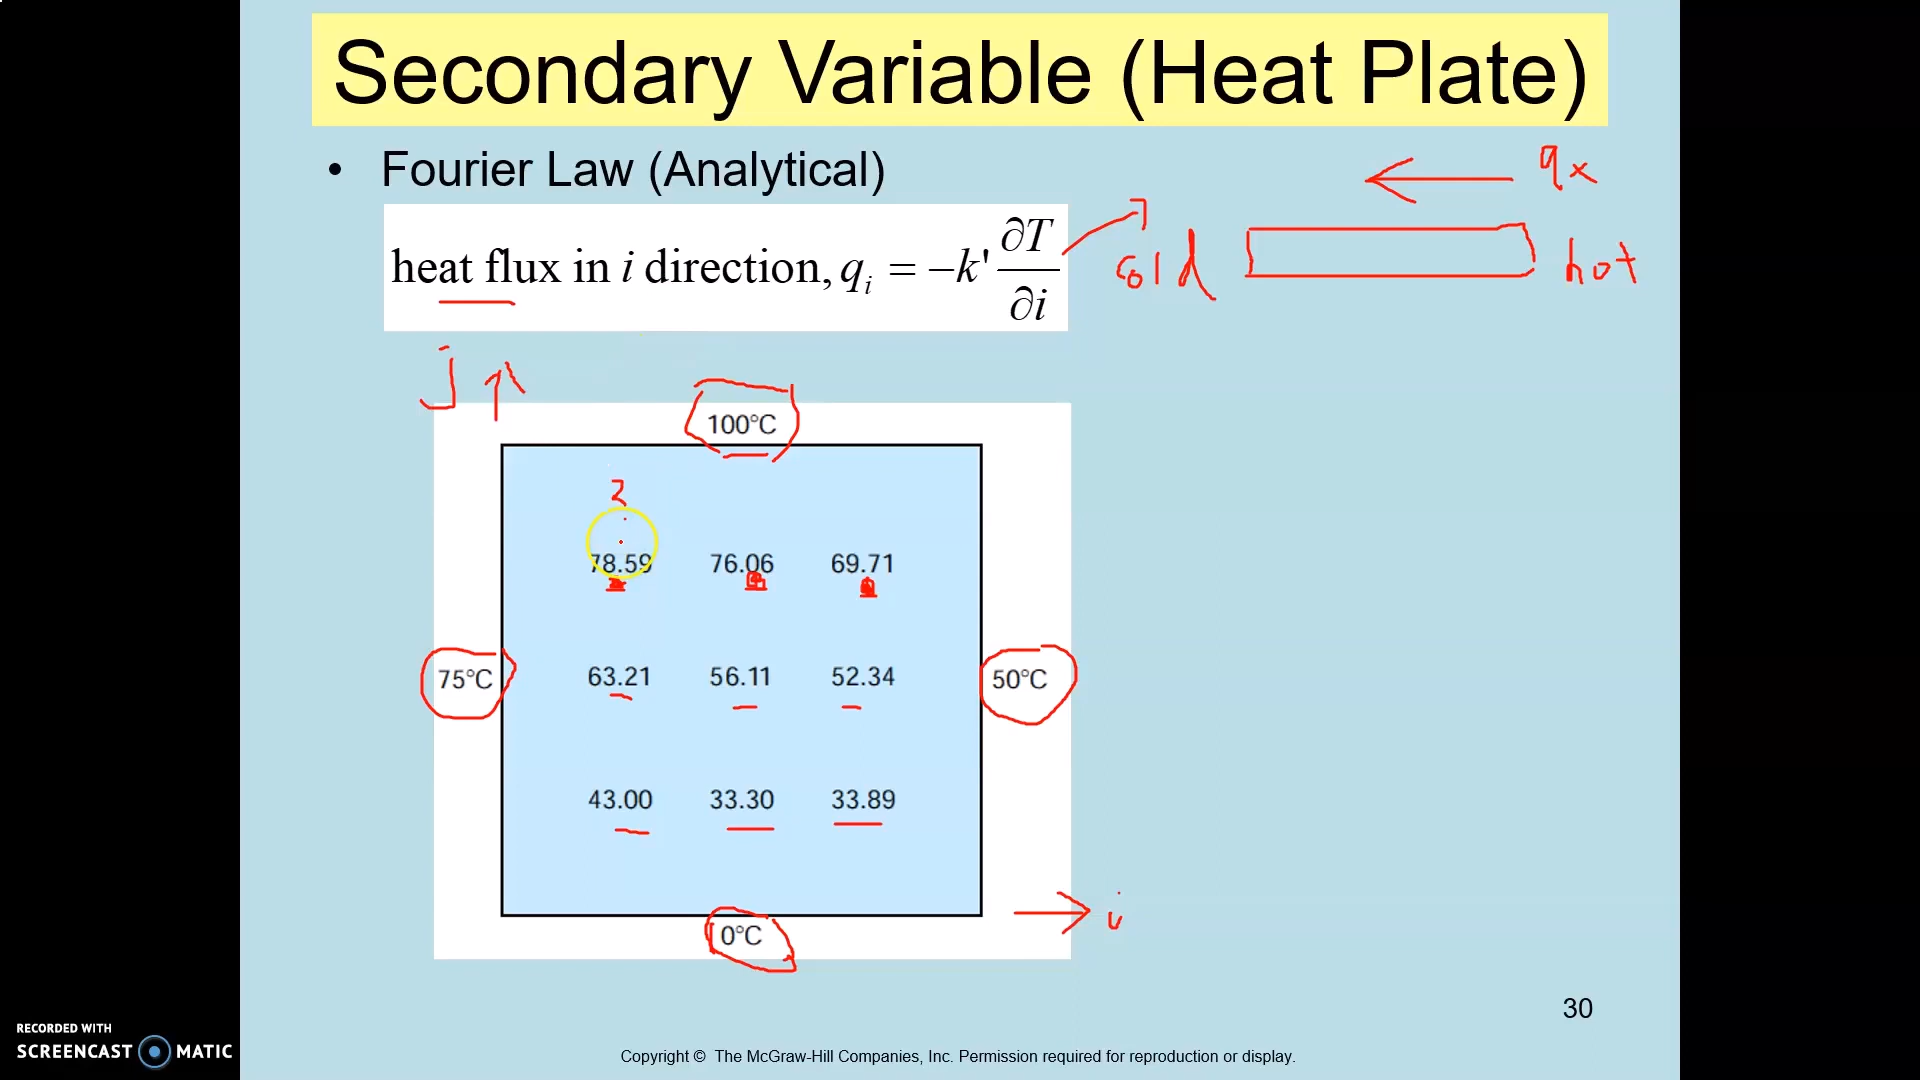 Secondary Variable (Heat Plate)
• Fourier Law (Analytical)
qx
heat flux in i direction, qᵢ = −k' ∂T/∂i
cold
hot
j
100°C
78.59 76.06 69.71
75°C
63.21 56.11 52.34
50°C
43.00 33.30 33.89
i
0°C
30
RECORDED WITH
SCREENCAST MATIC
Copyright © The McGraw-Hill Companies, Inc. Permission required for reproduction or display.